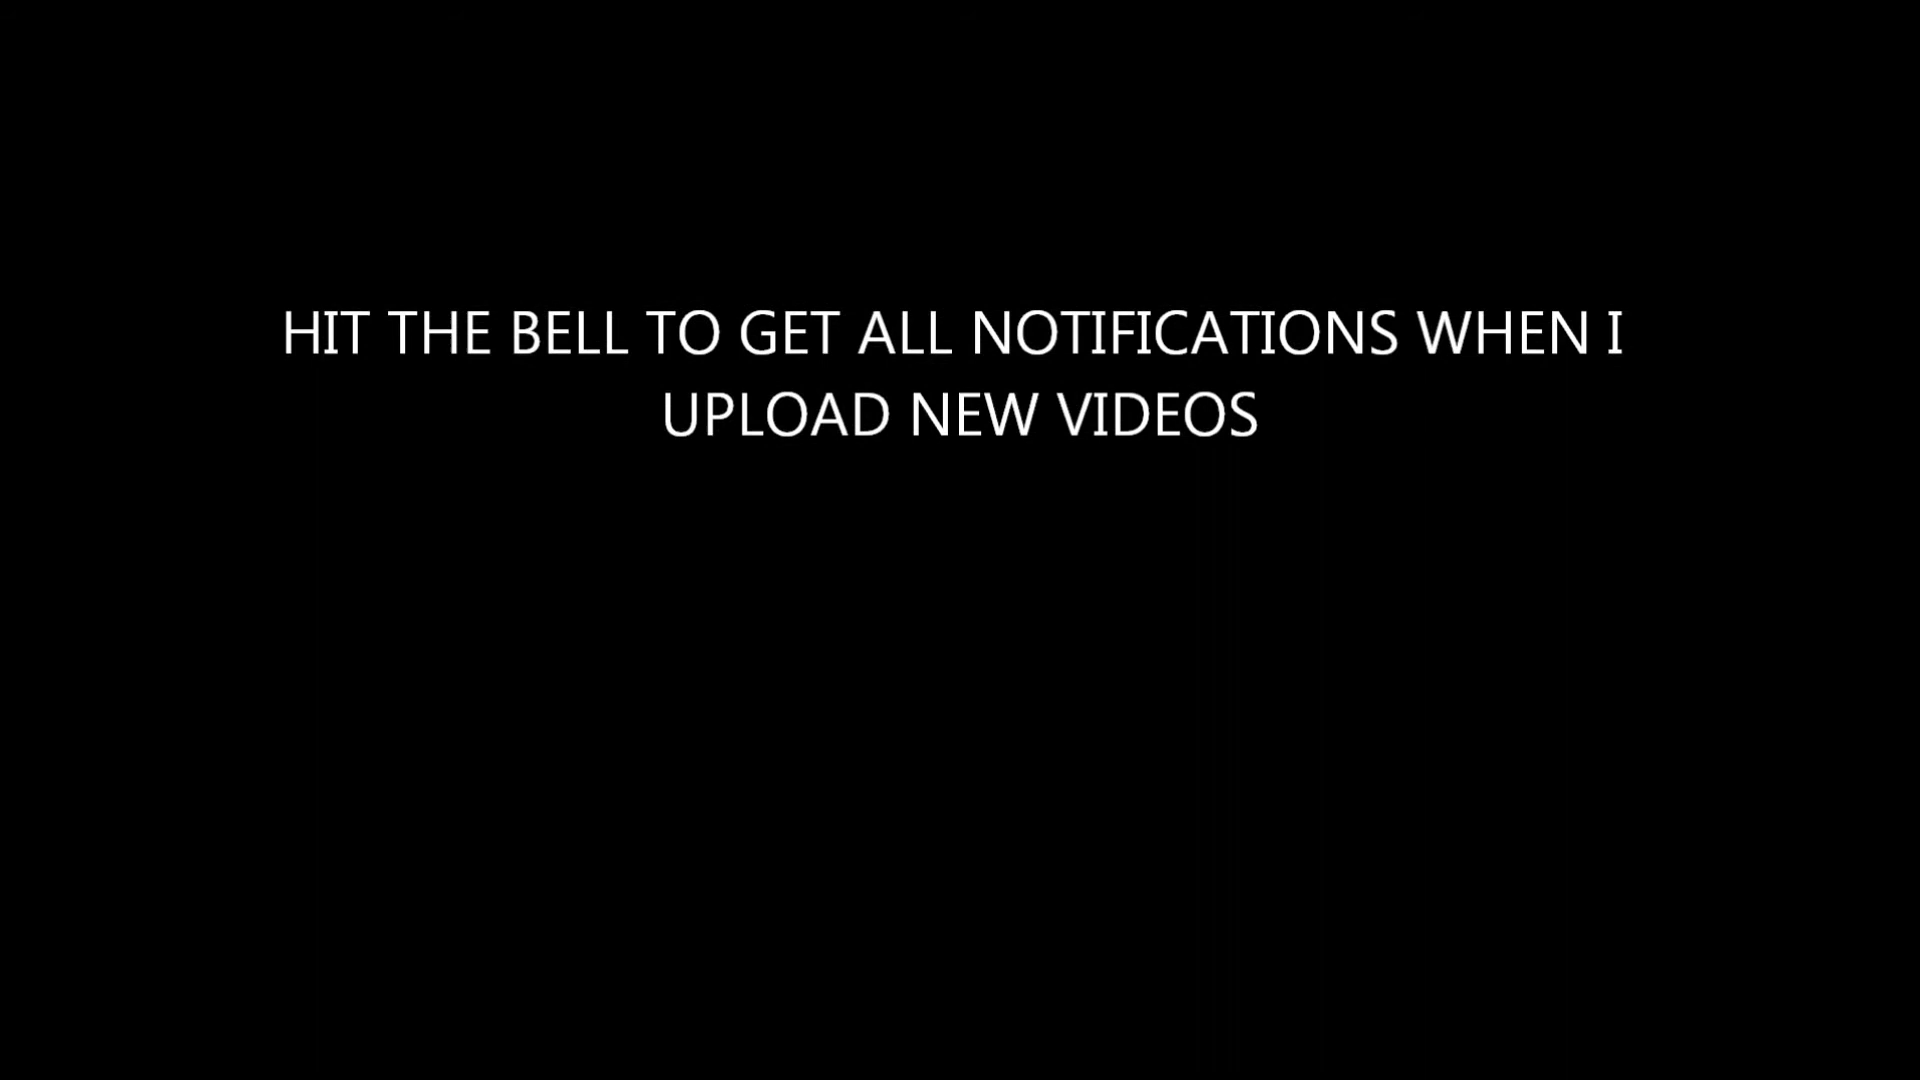 HIT THE BELL TO GET ALL NOTIFICATIONS WHEN I
UPLOAD NEW VIDEOS